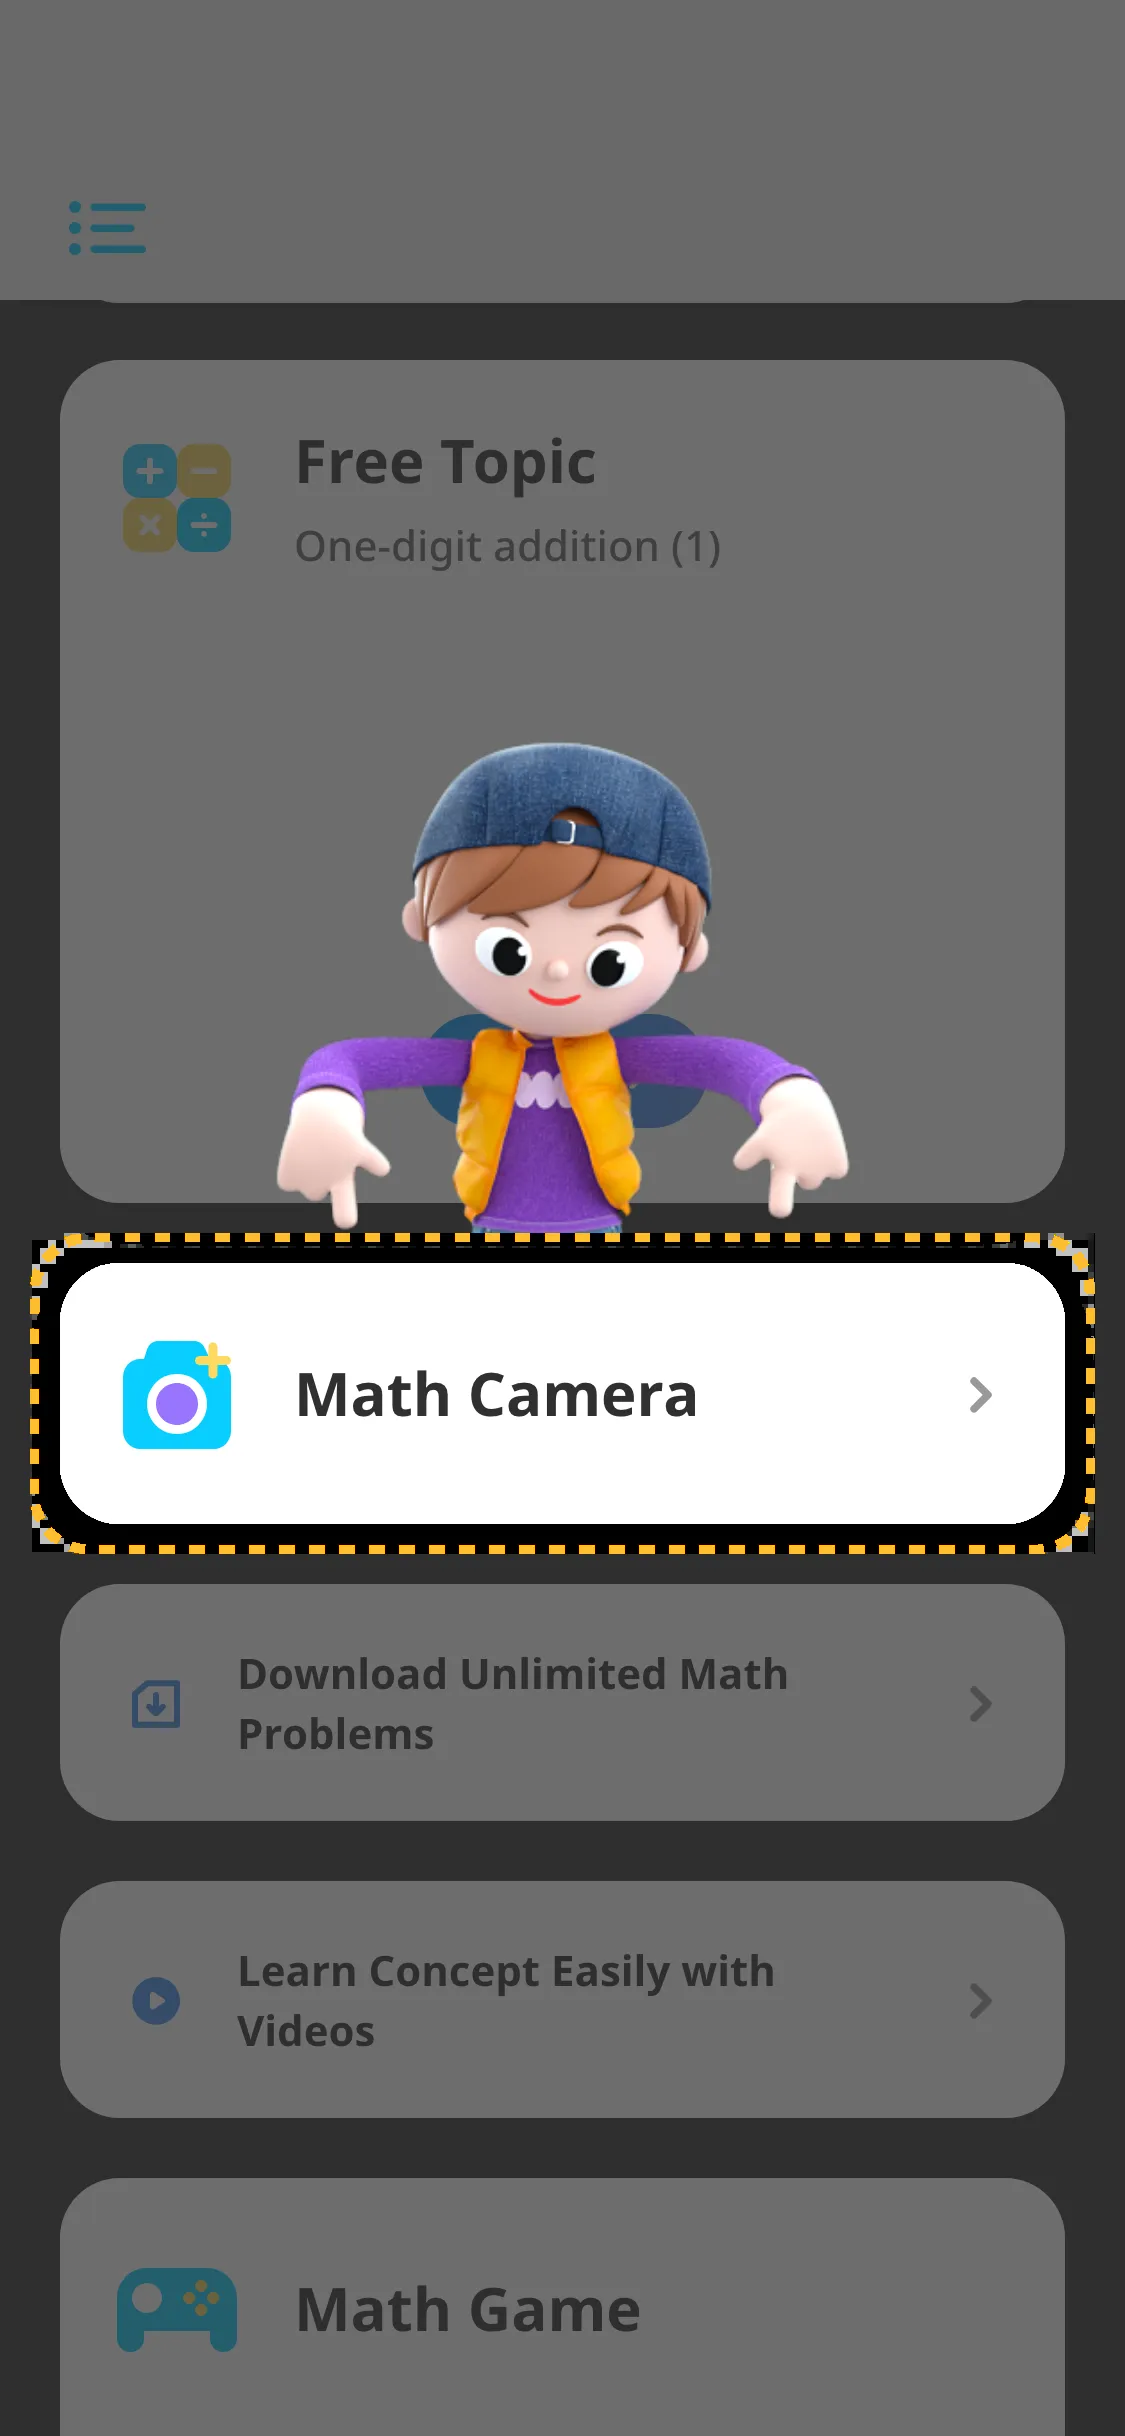 Free Topic
One-digit addition (1)
Math Camera
Download Unlimited Math
Problems
Learn Concept Easily with
Videos
Math Game